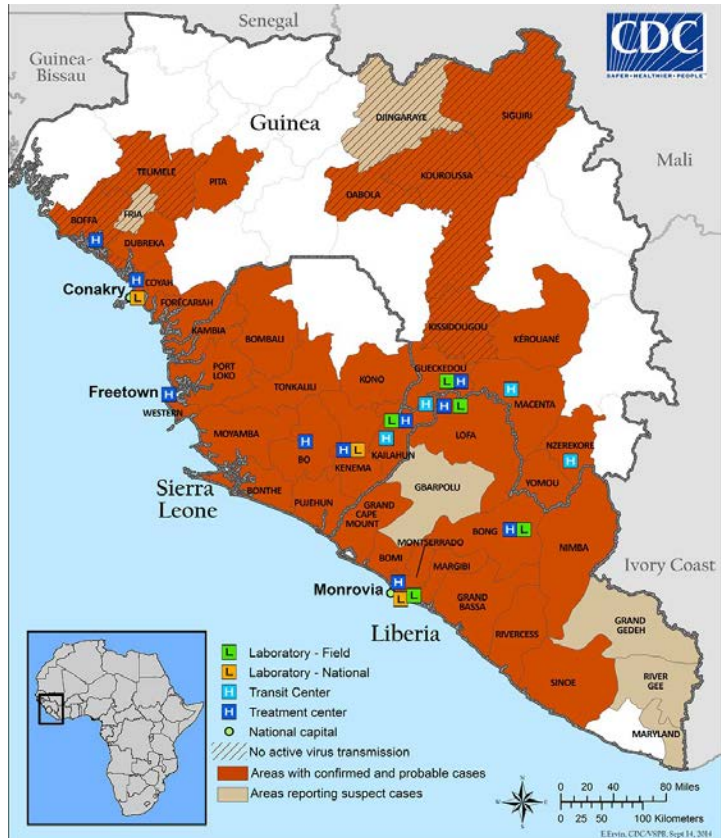 Senegal
CDC
SAFER·HEALTHIER·PEOPLE™
Guinea-
Bissau
Guinea
DJINGARAYE
SIGUIRI
Mali
TELIMELE
PITA
KOUROUSSA
DABOLA
FRIA
BOFFA
DUBREKA
COYAH
Conakry
FORÉCARIAH
KAMBIA
KISSIDOUGOU
KÉROUANÉ
BOMBALI
GUECKEDOU
PORT
LOKO
KONO
TONKALILI
MACENTA
Freetown
WESTERN
MOYAMBA
LOFA
NZEREKORE
BO
KENEMA
KAILAHUN
YOMOU
GBARPOLU
Sierra
Leone
BONTHE
PUJEHUN
GRAND
CAPE
MOUNT
BONG
MONTSERRADO
NIMBA
BOMI
MARGIBI
Ivory Coast
Monrovia
GRAND
BASSA
GRAND
GEDEH
Liberia
RIVERCESS
RIVER
GEE
SINOE
MARYLAND
L Laboratory - Field
L Laboratory - National
H Transit Center
H Treatment center
National capital
No active virus transmission
Areas with confirmed and probable cases
Areas reporting suspect cases
0 20 40 80 Miles
0 25 50 100 Kilometers
E.Ervin, CDC/VSPB, Sept 14, 2014